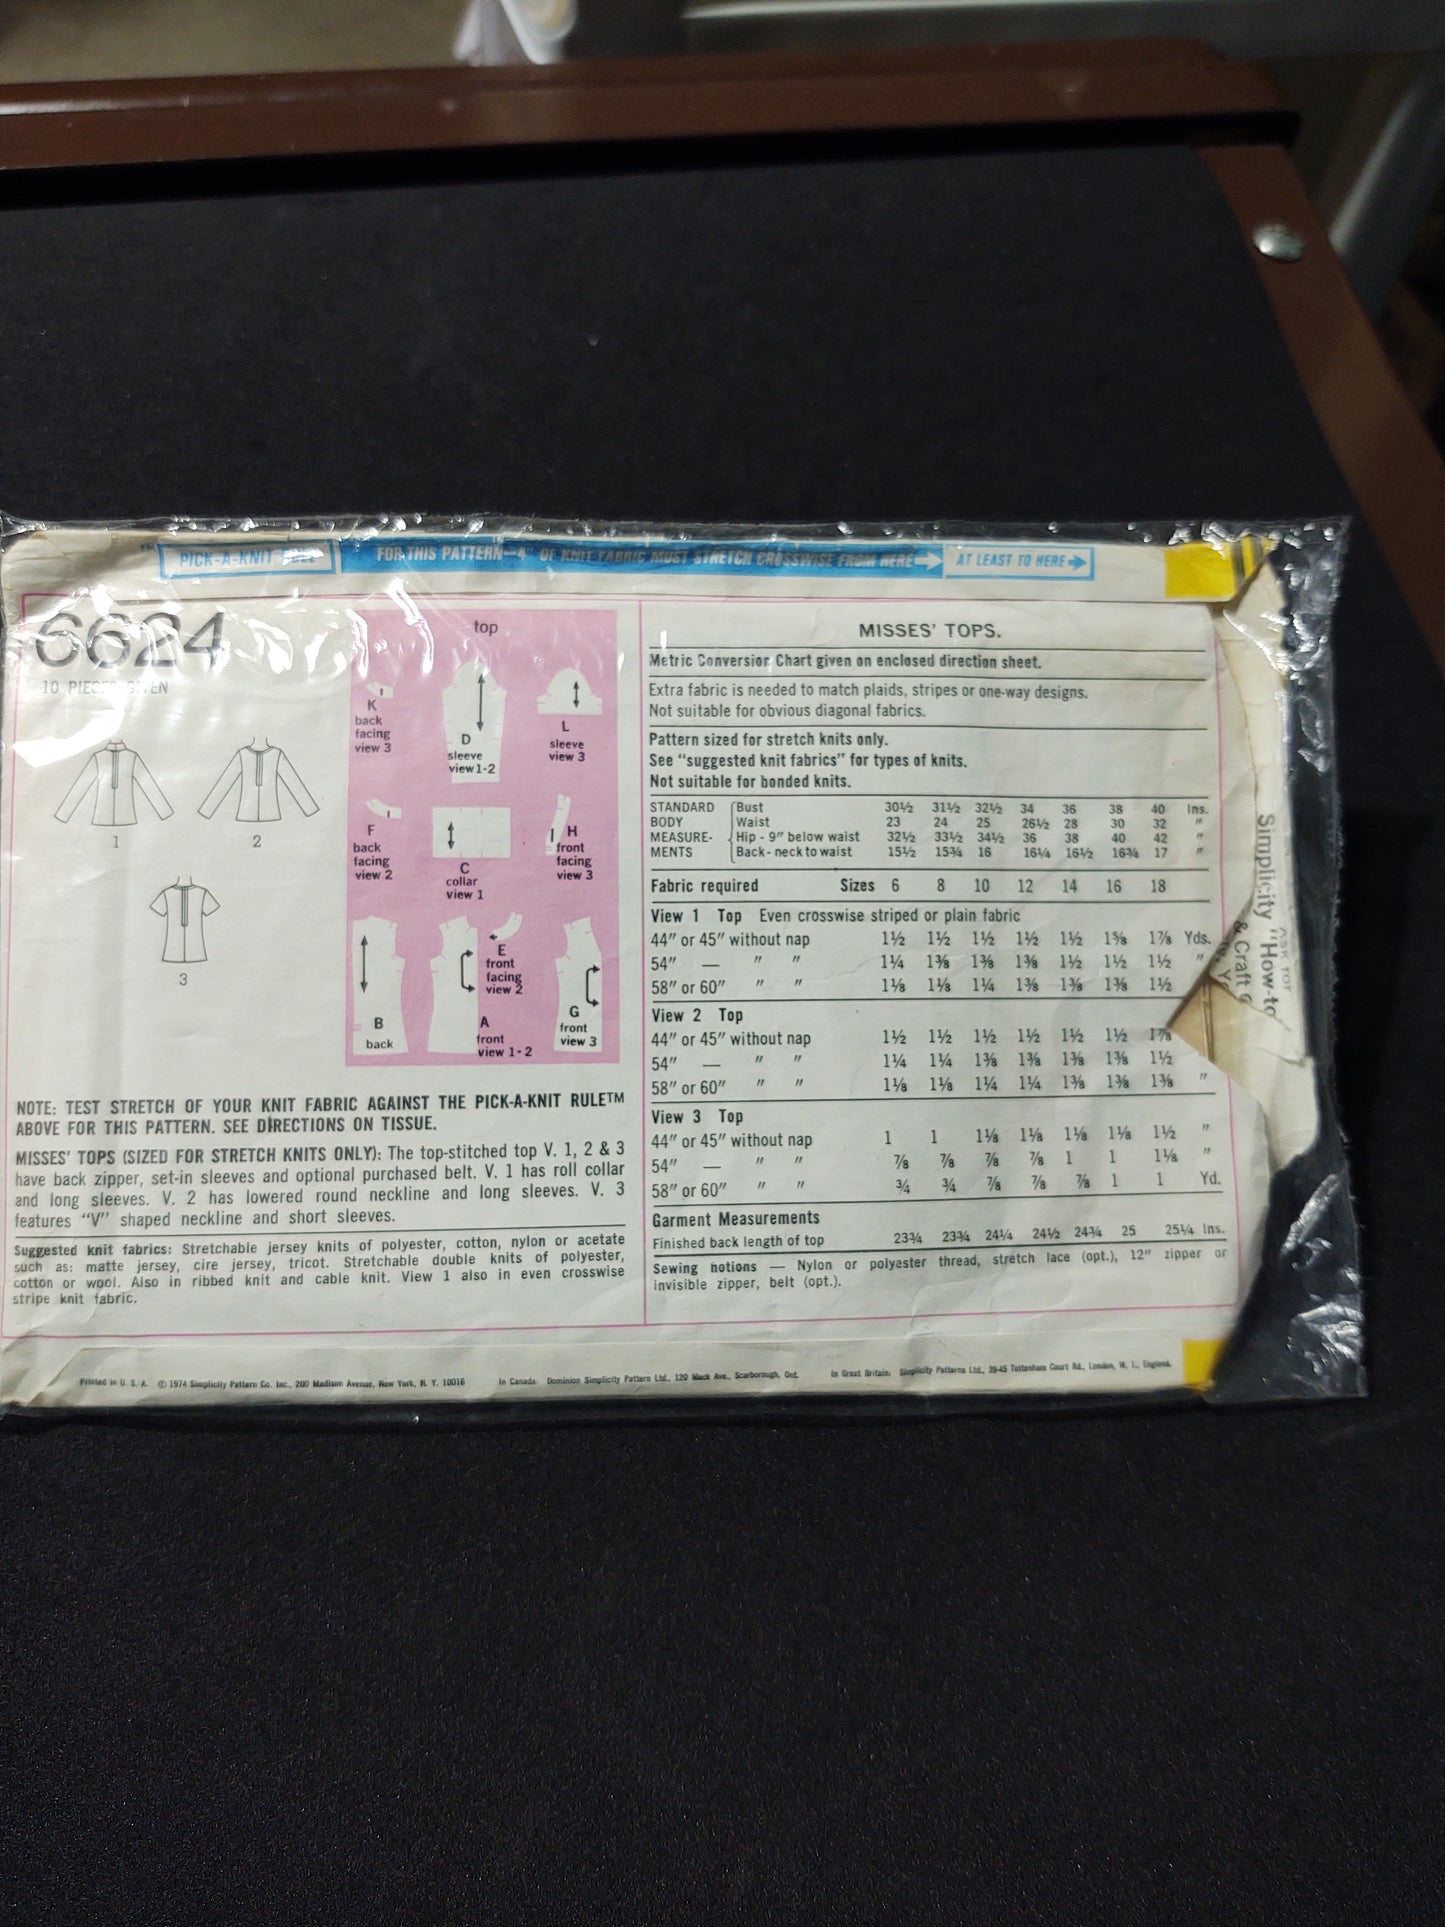 PICK-A-KNIT RULE
TM
FOR THIS PATTERN—4" OF KNIT FABRIC MUST STRETCH CROSSWISE FROM HERE
AT LEAST TO HERE
6624
10 PIECES GIVEN
1
2
3
top
K
back
facing
view 3
D
sleeve
view 1-2
L
sleeve
view 3
F
back
facing
view 2
C
collar
view 1
H
front
facing
view 3
B
back
E
front
facing
view 2
A
front
view 1-2
G
front
view 3
NOTE: TEST STRETCH OF YOUR KNIT FABRIC AGAINST THE PICK-A-KNIT RULE™
ABOVE FOR THIS PATTERN. SEE DIRECTIONS ON TISSUE.
MISSES' TOPS (SIZED FOR STRETCH KNITS ONLY): The top-stitched top V. 1, 2 & 3
have back zipper, set-in sleeves and optional purchased belt. V. 1 has roll collar
and long sleeves. V. 2 has lowered round neckline and long sleeves. V. 3
features "V" shaped neckline and short sleeves.
Suggested knit fabrics: Stretchable jersey knits of polyester, cotton, nylon or acetate
such as: matte jersey, cire jersey, tricot. Stretchable double knits of polyester,
cotton or wool. Also in ribbed knit and cable knit. View 1 also in even crosswise
stripe knit fabric.
MISSES' TOPS.
Metric Conversion Chart given on enclosed direction sheet.
Extra fabric is needed to match plaids, stripes or one-way designs.
Not suitable for obvious diagonal fabrics.
Pattern sized for stretch knits only.
See "suggested knit fabrics" for types of knits.
Not suitable for bonded knits.
STANDARD Bust 30½ 31½ 32½ 34 36 38 40 Ins.
BODY Waist 23 24 25 26½ 28 30 32 "
MEASURE- Hip - 9" below waist 32½ 33½ 34½ 36 38 40 42 "
MENTS Back - neck to waist 15½ 15¾ 16 16¼ 16½ 16¾ 17 "
Fabric required Sizes 6 8 10 12 14 16 18
View 1 Top Even crosswise striped or plain fabric
44" or 45" without nap 1½ 1½ 1½ 1½ 1½ 1⅝ 1⅞ Yds.
54" — " " 1¼ 1⅜ 1⅜ 1⅜ 1½ 1½ 1½ "
58" or 60" " " 1⅛ 1⅛ 1¼ 1⅜ 1⅜ 1⅜ 1½
View 2 Top
44" or 45" without nap 1½ 1½ 1½ 1½ 1½ 1½ 1⅞
54" — " " 1¼ 1¼ 1⅜ 1⅜ 1⅜ 1⅜ 1½
58" or 60" " " 1⅛ 1⅛ 1¼ 1¼ 1⅜ 1⅜ 1⅜ "
View 3 Top
44" or 45" without nap 1 1 1⅛ 1⅛ 1⅛ 1⅛ 1½ "
54" — " " ⅞ ⅞ ⅞ ⅞ 1 1 1⅛ "
58" or 60" " " ¾ ¾ ⅞ ⅞ ⅞ 1 1 Yd.
Garment Measurements
Finished back length of top 23¾ 23¾ 24¼ 24½ 24¾ 25 25¼ Ins.
Sewing notions — Nylon or polyester thread, stretch lace (opt.), 12" zipper or
invisible zipper, belt (opt.).
Simplicity "How-to
& Craft
Printed in U. S. A. © 1974 Simplicity Pattern Co. Inc., 200 Madison Avenue, New York, N. Y. 10016 In Canada: Dominion Simplicity Pattern Ltd., 120 Mack Ave., Scarborough, Ont. In Great Britain: Simplicity Patterns Ltd., 39-45 Tottenham Court Rd., London, W. 1., England.